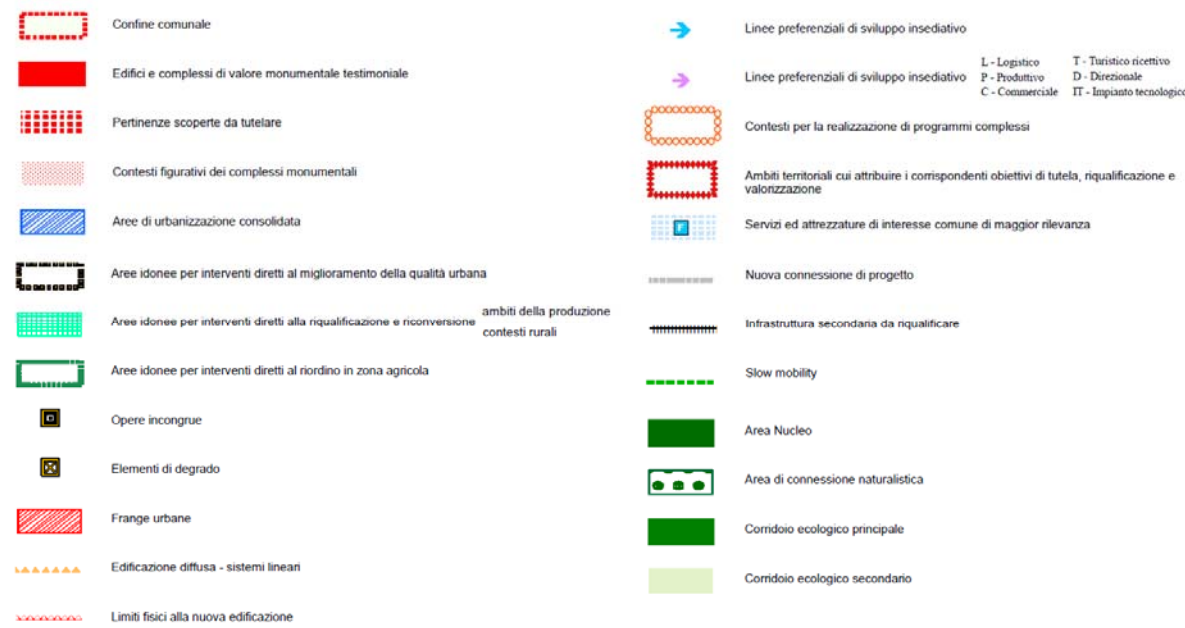 Confine comunale
Edifici e complessi di valore monumentale testimoniale
Pertinenze scoperte da tutelare
Contesti figurativi dei complessi monumentali
Aree di urbanizzazione consolidata
Aree idonee per interventi diretti al miglioramento della qualità urbana
Aree idonee per interventi diretti alla riqualificazione e riconversione
ambiti della produzione
contesti rurali
Aree idonee per interventi diretti al riordino in zona agricola
Opere incongrue
Elementi di degrado
Frange urbane
Edificazione diffusa - sistemi lineari
Limiti fisici alla nuova edificazione
Linee preferenziali di sviluppo insediativo
Linee preferenziali di sviluppo insediativo
L - Logistico T - Turistico ricettivo
P - Produttivo D - Direzionale
C - Commerciale IT - Impianto tecnologico
Contesti per la realizzazione di programmi complessi
Ambiti territoriali cui attribuire i corrispondenti obiettivi di tutela, riqualificazione e
valorizzazione
F
Servizi ed attrezzature di interesse comune di maggior rilevanza
Nuova connessione di progetto
Infrastruttura secondaria da riqualificare
Slow mobility
Area Nucleo
Area di connessione naturalistica
Corridoio ecologico principale
Corridoio ecologico secondario